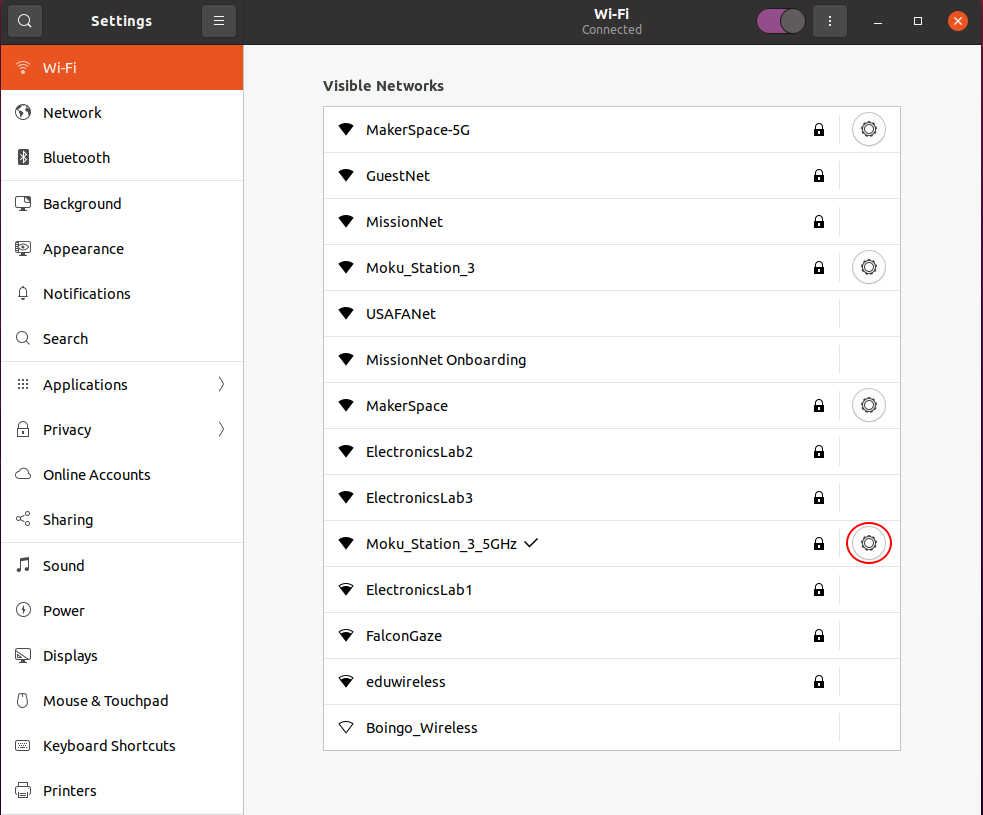 Settings
Wi-Fi
Connected
Wi-Fi
Network
Bluetooth
Background
Appearance
Notifications
Search
Applications
Privacy
Online Accounts
Sharing
Sound
Power
Displays
Mouse & Touchpad
Keyboard Shortcuts
Printers
Visible Networks
MakerSpace-5G
GuestNet
MissionNet
Moku_Station_3
USAFANet
MissionNet Onboarding
MakerSpace
ElectronicsLab2
ElectronicsLab3
Moku_Station_3_5GHz
ElectronicsLab1
FalconGaze
eduwireless
Boingo_Wireless